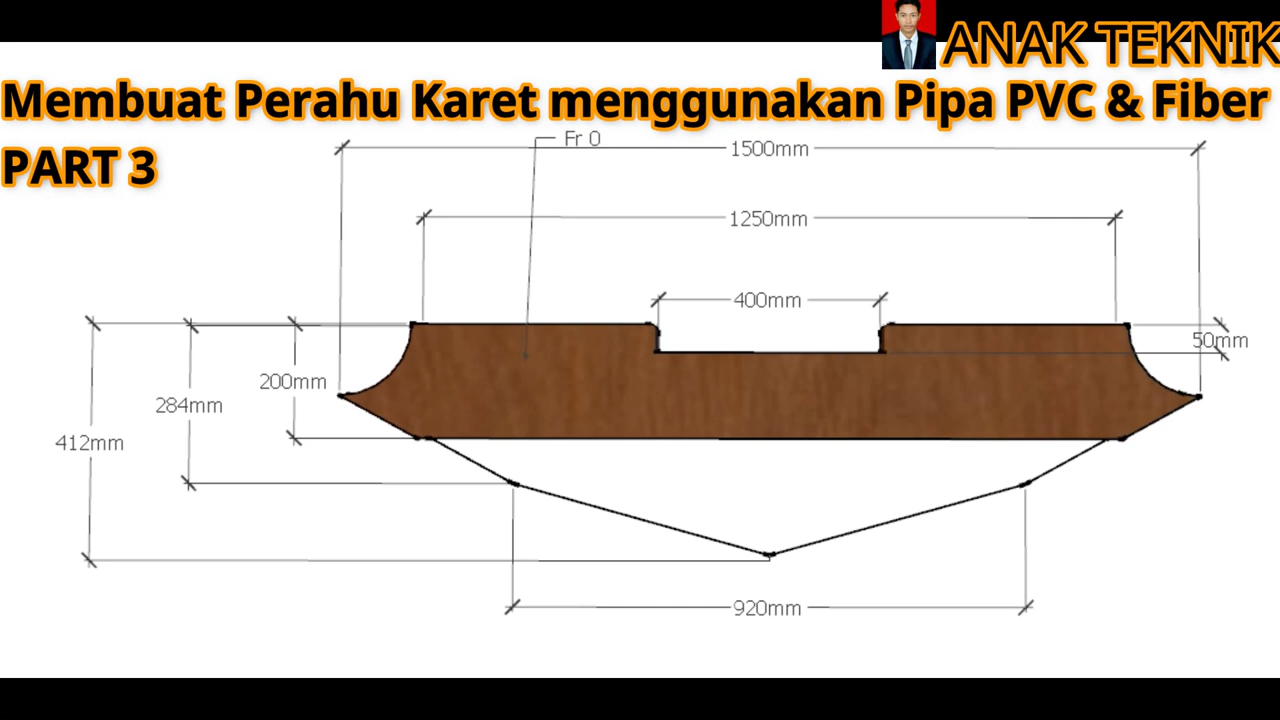 ANAK TEKNIK
Membuat Perahu Karet menggunakan Pipa PVC & Fiber
PART 3
Fr 0
1500mm
1250mm
400mm
50mm
200mm
284mm
412mm
920mm